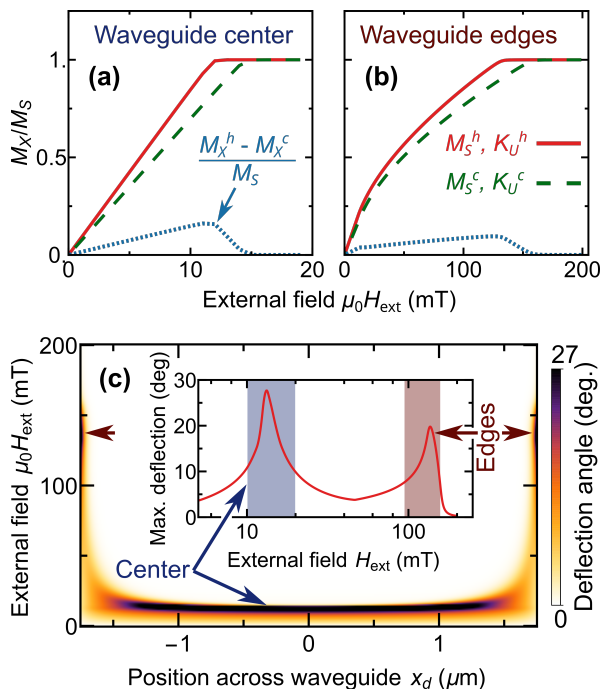 Waveguide center
Waveguide edges
1.
0.5
0
M_X/M_S
(a)
(b)
M_X^h - M_X^c
M_S
M_S^h, K_U^h
M_S^c, K_U^c
0
10
20
0
100
200
External field μ₀H_ext (mT)
200
100
0
External field
μ₀H_ext (mT)
(c)
30
20
10
0
Max. deflection (deg)
10
100
External field H_ext (mT)
Edges
Center
27
0
Deflection angle (deg.)
−1
0
1
Position across waveguide x_d (μm)